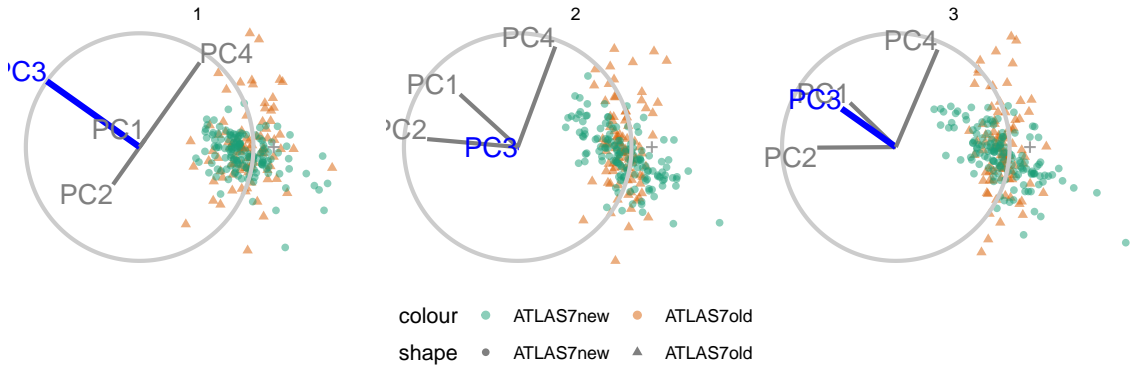 1
PC3
PC4
PC1
PC2
2
PC4
PC1
PC2
PC3
3
PC4
PC1
PC3
PC2
colour ATLAS7new ATLAS7old
shape ATLAS7new ATLAS7old